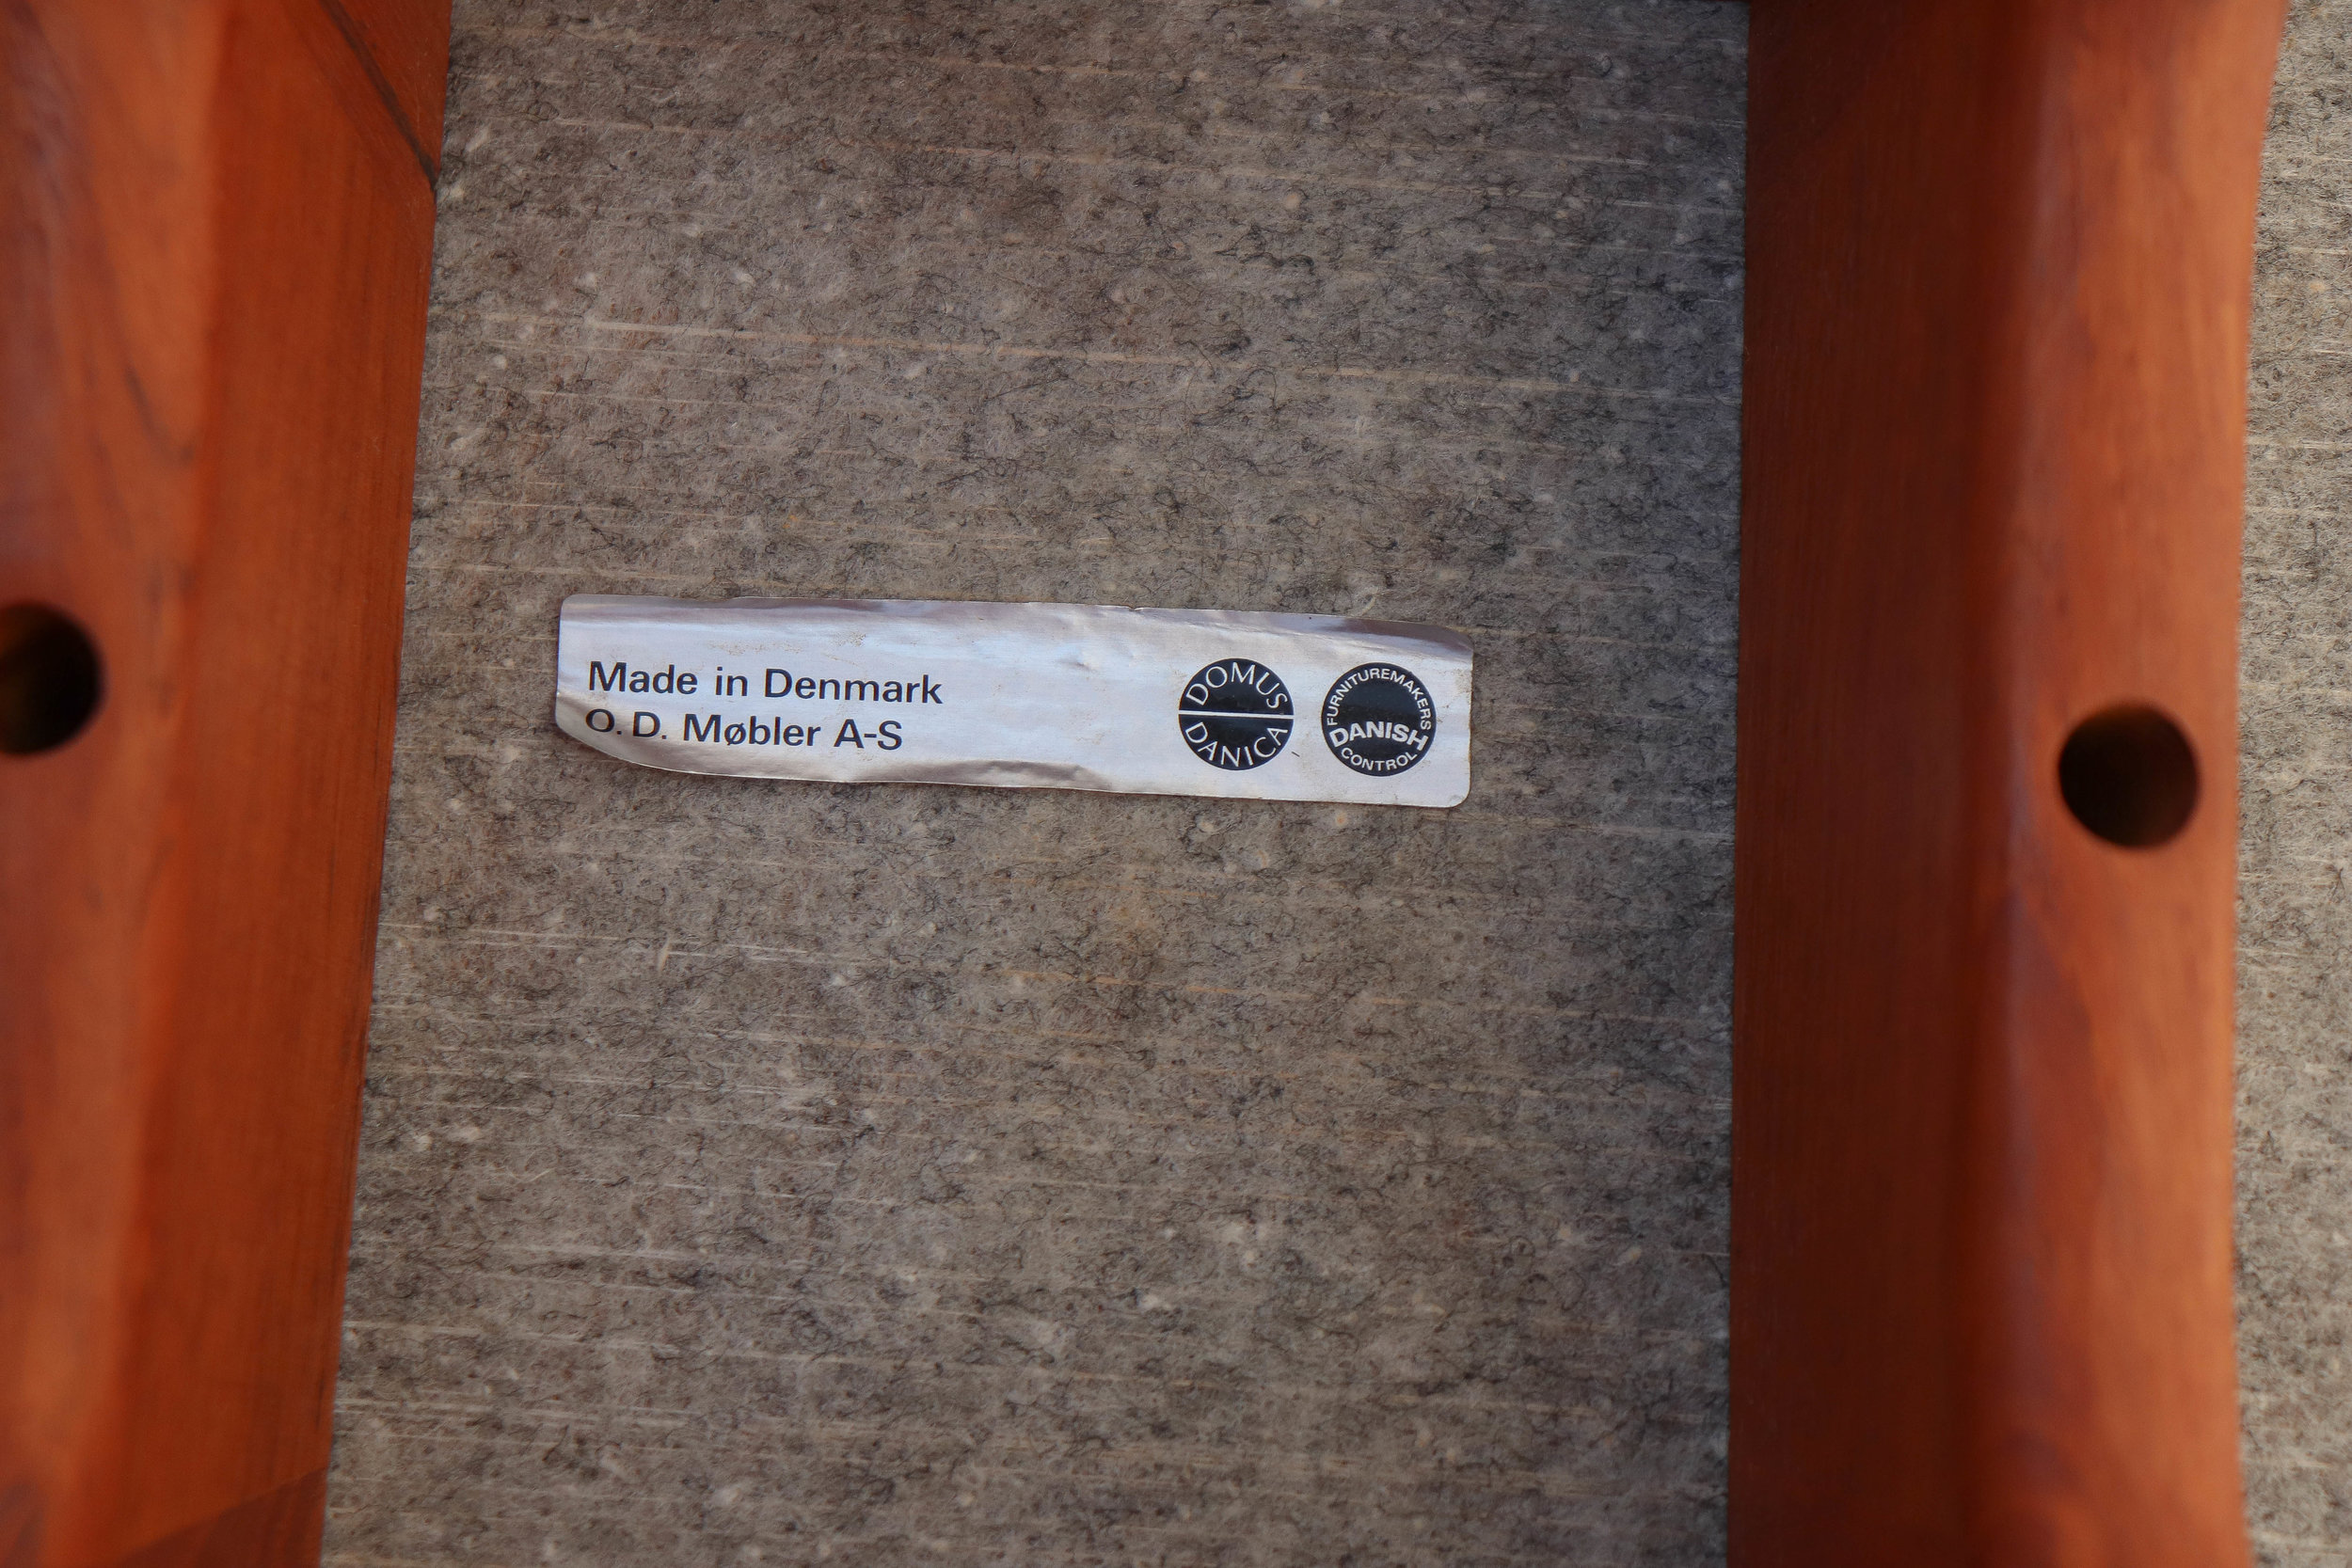 Made in Denmark
O. D. Møbler A-S
DOMUS
DANICA
FURNITUREMAKERS
DANISH
CONTROL